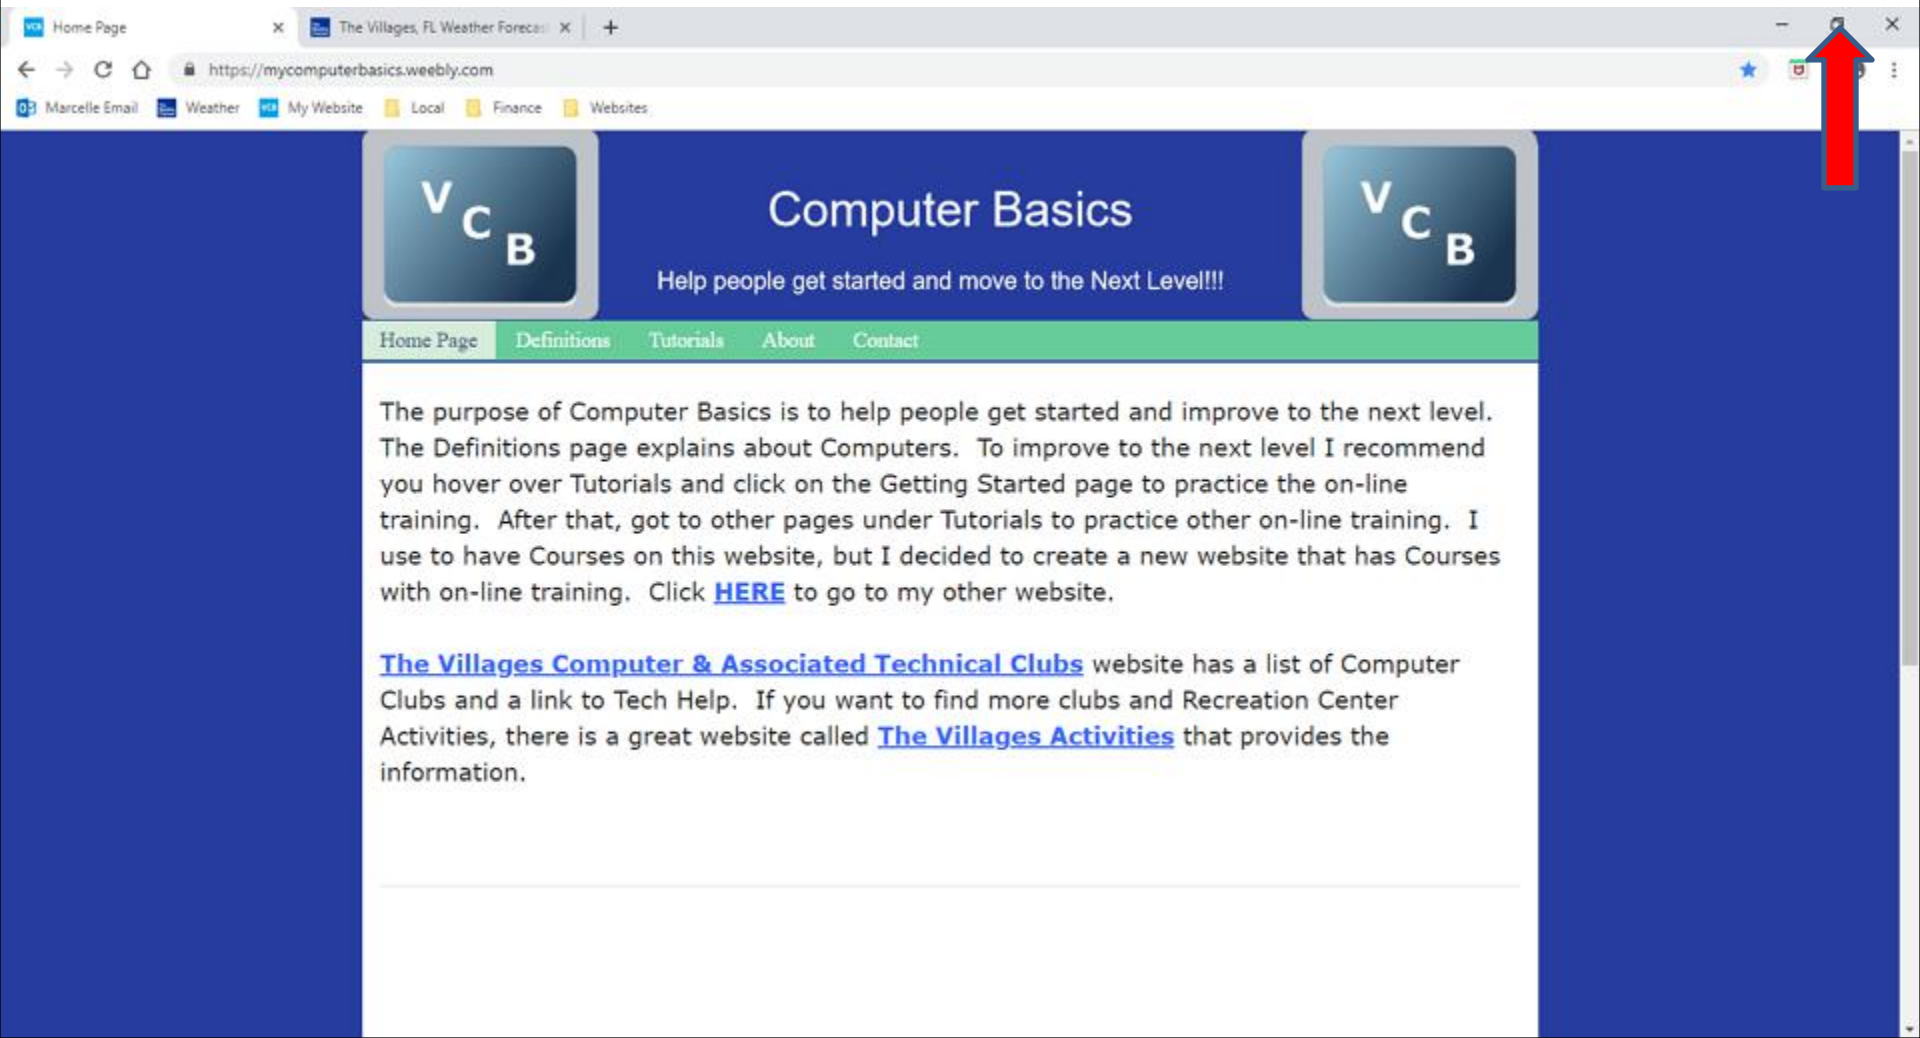 Home Page
The Villages, FL Weather Forecas
https://mycomputerbasics.weebly.com
Marcelle Email Weather My Website Local Finance Websites
V C B
Computer Basics
Help people get started and move to the Next Level!!!
V C B
Home Page Definitions Tutorials About Contact
The purpose of Computer Basics is to help people get started and improve to the next level.
The Definitions page explains about Computers. To improve to the next level I recommend
you hover over Tutorials and click on the Getting Started page to practice the on-line
training. After that, got to other pages under Tutorials to practice other on-line training. I
use to have Courses on this website, but I decided to create a new website that has Courses
with on-line training. Click HERE to go to my other website.
The Villages Computer & Associated Technical Clubs website has a list of Computer
Clubs and a link to Tech Help. If you want to find more clubs and Recreation Center
Activities, there is a great website called The Villages Activities that provides the
information.